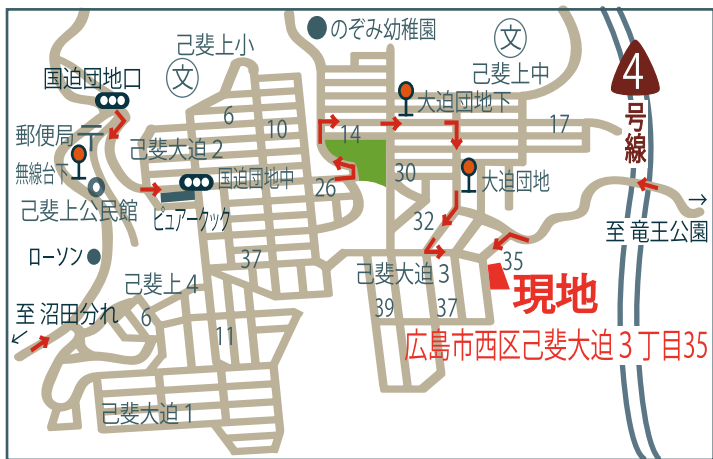 のぞみ幼稚園
己斐上小
文
文
己斐上中
4
号線
国迫団地口
大迫団地下
6
10
14
17
郵便局
〒
己斐大迫2
無線台下
国迫団地中
26
30
大迫団地
己斐上公民館
ピュアークック
32
→
至 竜王公園
ローソン
37
己斐大迫3
35
己斐上4
現地
至 沼田分れ
6
39
37
←
11
広島市西区己斐大迫3丁目35
己斐大迫1